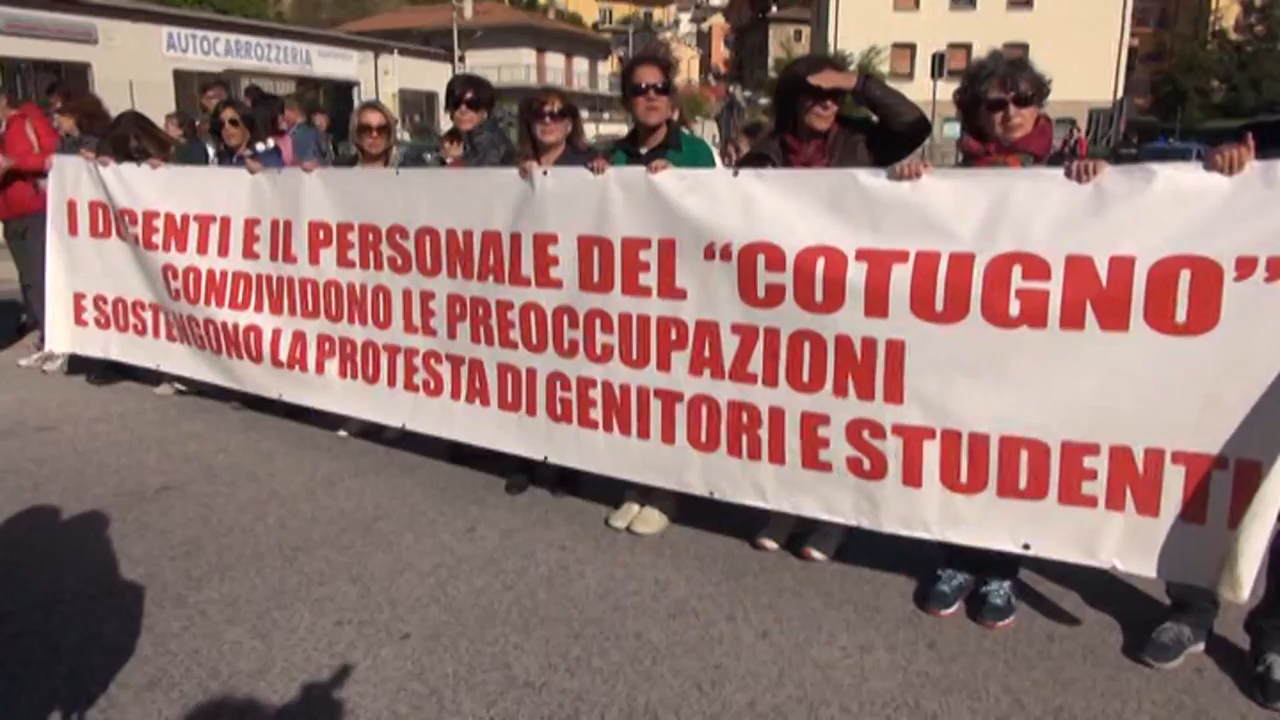 AUTOCARROZZERIA
I DOCENTI E IL PERSONALE DEL “COTUGNO”
CONDIVIDONO LE PREOCCUPAZIONI
E SOSTENGONO LA PROTESTA DI GENITORI E STUDENTI